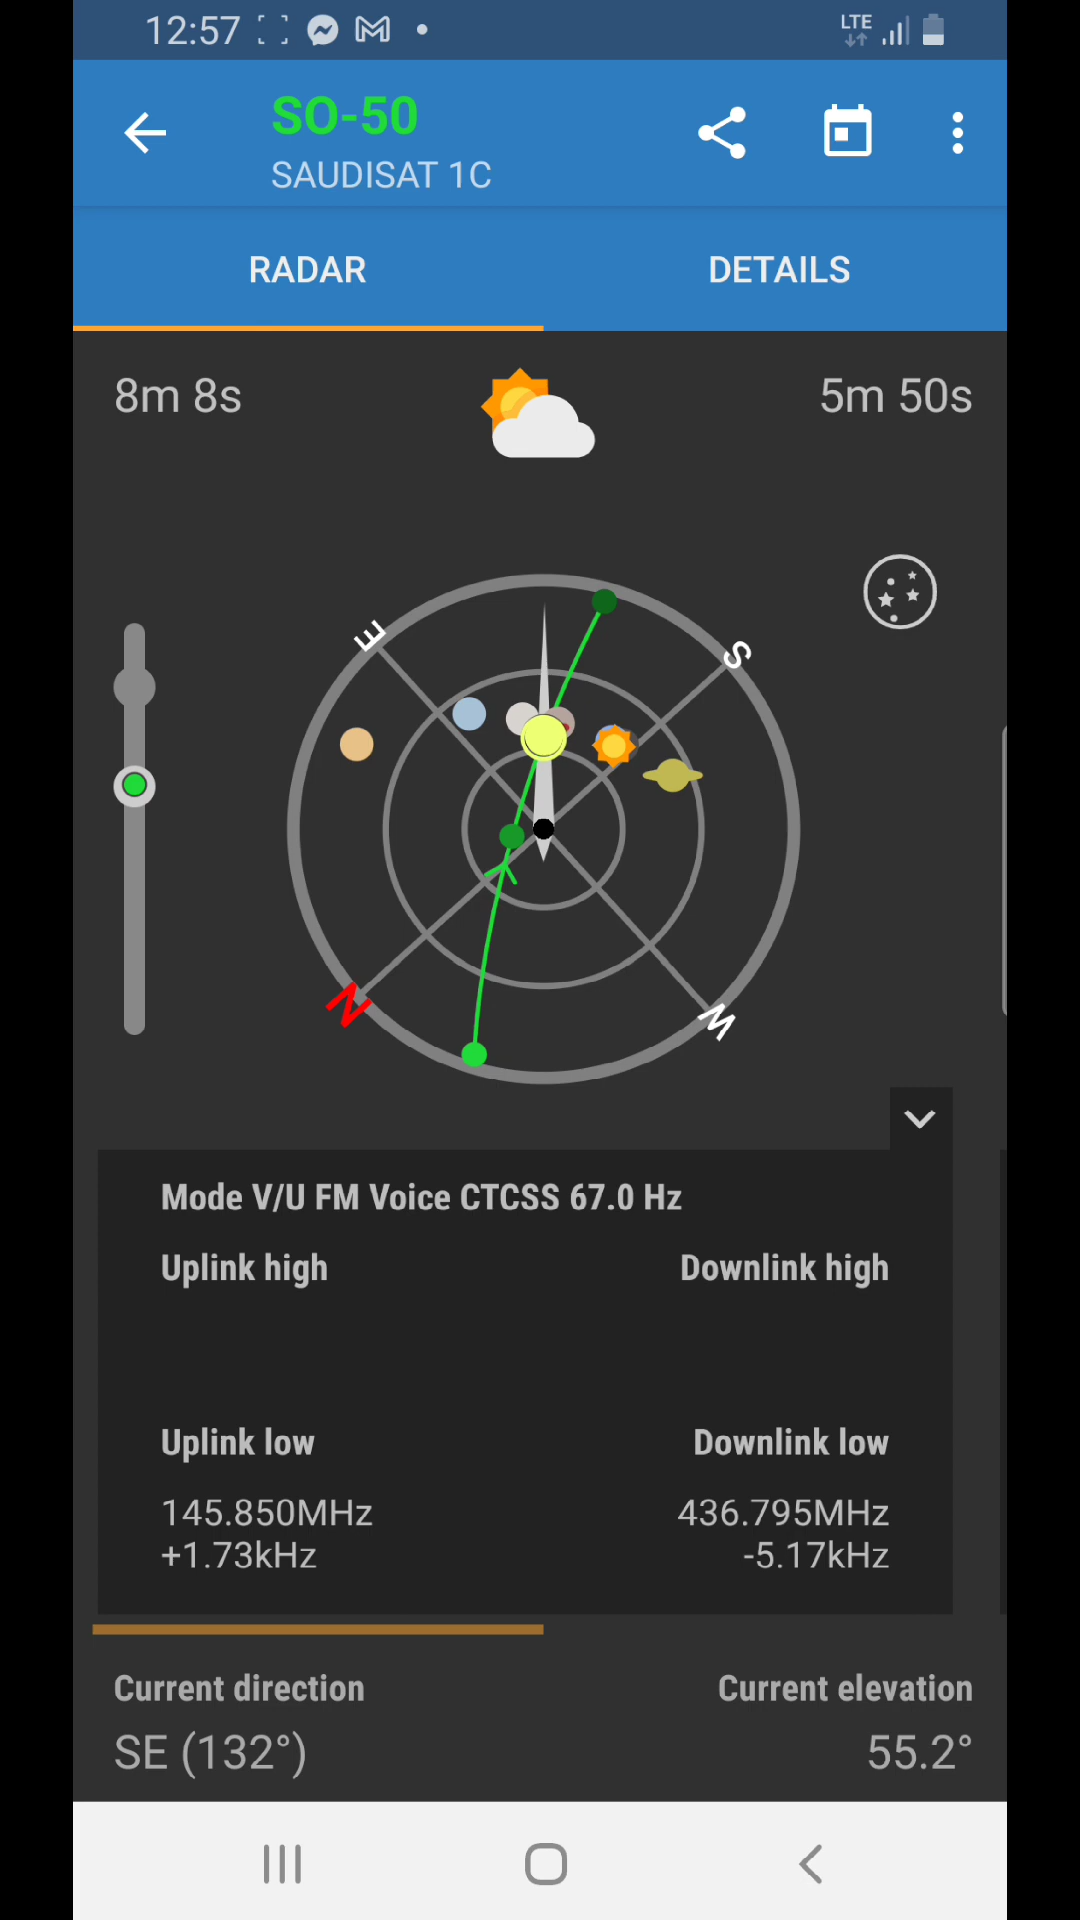 12:57
LTE
SO-50
SAUDISAT 1C
RADAR
DETAILS
8m 8s
5m 50s
E
S
N
W
Mode V/U FM Voice CTCSS 67.0 Hz
Uplink high
Downlink high
Uplink low
Downlink low
145.850MHz
436.795MHz
+1.73kHz
-5.17kHz
Current direction
Current elevation
SE (132°)
55.2°